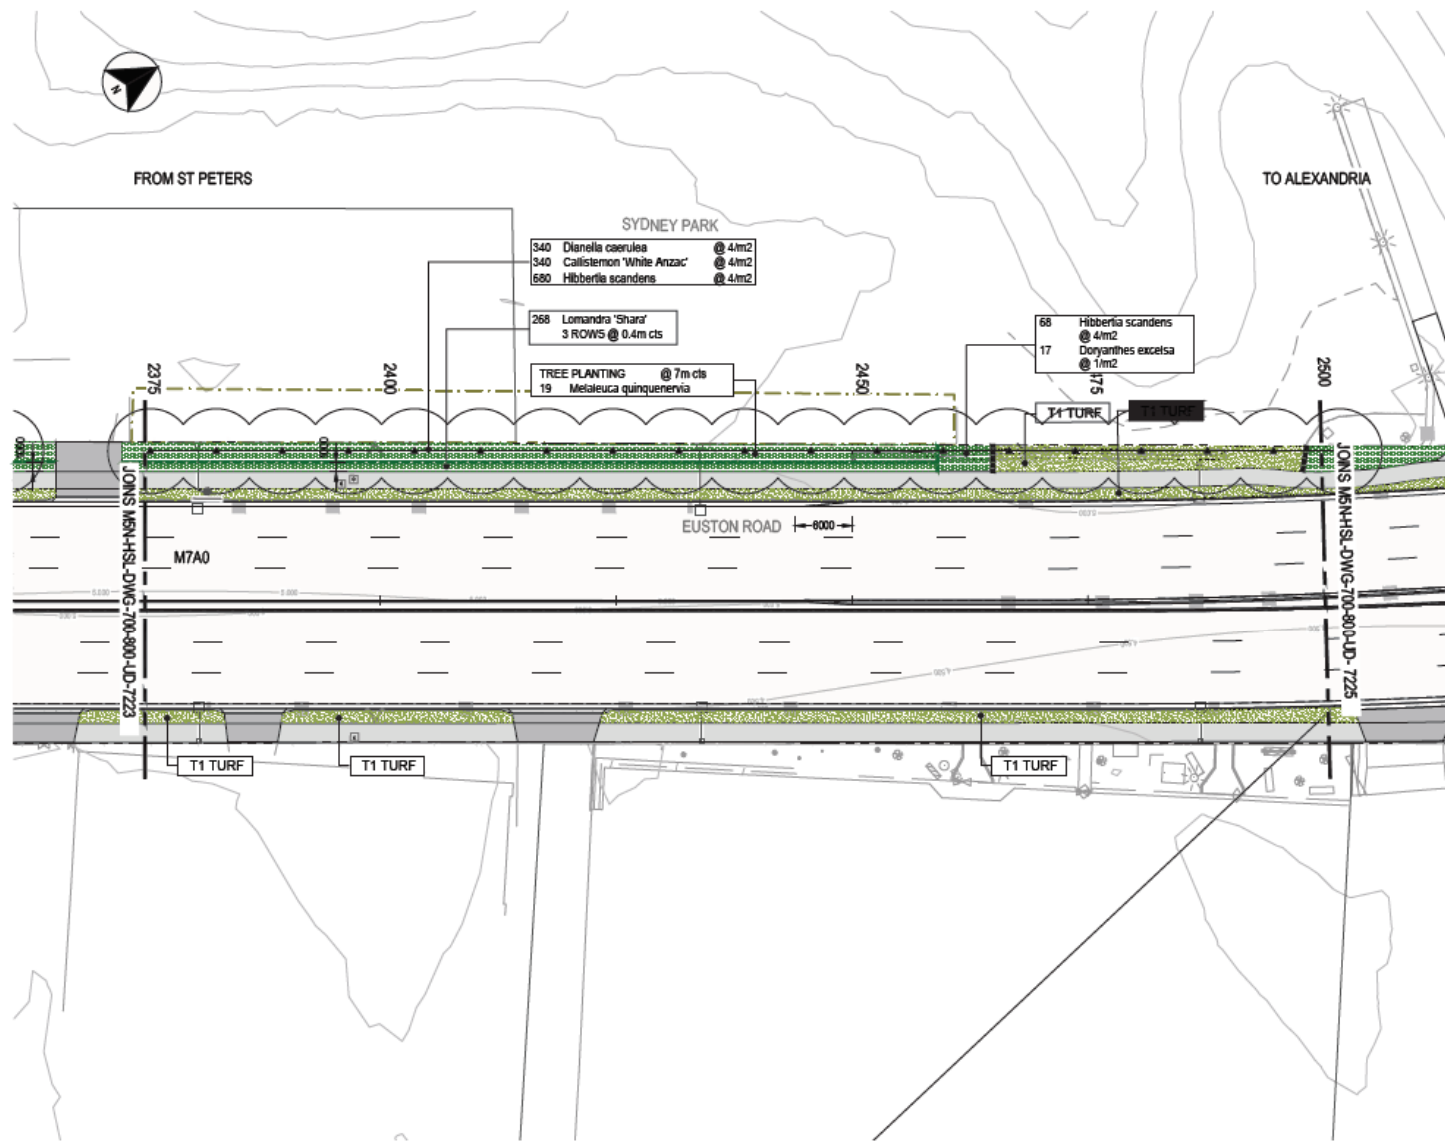 N
FROM ST PETERS
TO ALEXANDRIA
SYDNEY PARK
340 Dianella caerulea @ 4/m2
340 Callistemon 'White Anzac' @ 4/m2
680 Hibbertia scandens @ 4/m2
268 Lomandra 'Shara'
3 ROWS @ 0.4m cts
68 Hibbertia scandens
@ 4/m2
17 Doryanthes excelsa
@ 1/m2
TREE PLANTING @ 7m cts
19 Melaleuca quinquenervia
2375
2400
2450
475
2500
T1 TURF
T1 TURF
EUSTON ROAD
6000
M7A0
JOINS M5N-HSL-DWG-700-800-UD-7223
JOINS M5N-HSL-DWG-700-800-UD- 7225
T1 TURF
T1 TURF
T1 TURF